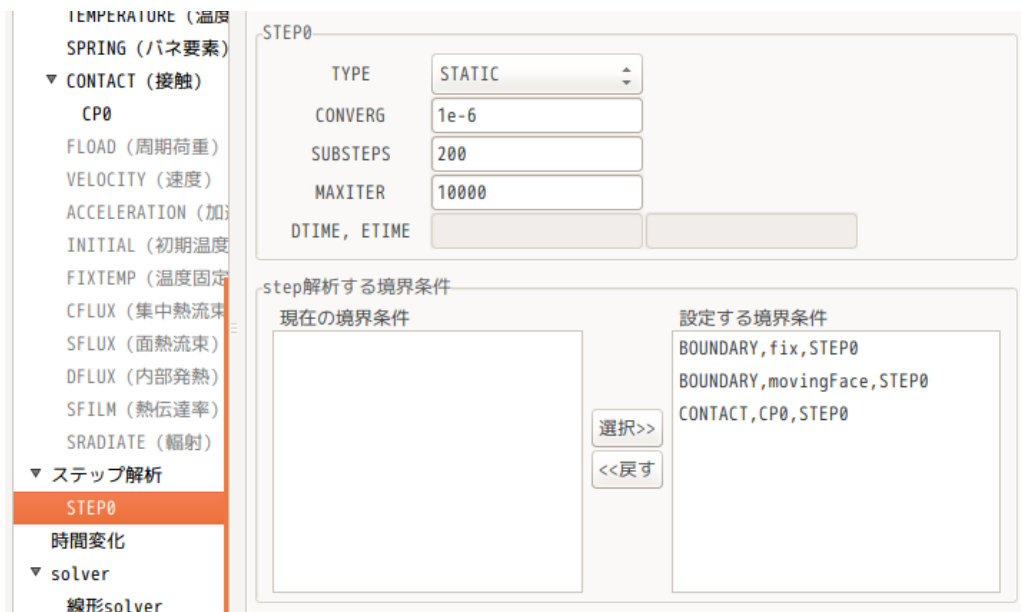 TEMPERATURE (温度
SPRING (バネ要素)
▼ CONTACT (接触)
CP0
FLOAD (周期荷重)
VELOCITY (速度)
ACCELERATION (加速
INITIAL (初期温度
FIXTEMP (温度固定
CFLUX (集中熱流束
SFLUX (面熱流束)
DFLUX (内部発熱)
SFILM (熱伝達率)
SRADIATE (輻射)
▼ ステップ解析
STEP0
時間変化
▼ solver
線形solver
STEP0
TYPE STATIC
CONVERG 1e-6
SUBSTEPS 200
MAXITER 10000
DTIME, ETIME
step解析する境界条件
現在の境界条件
選択>>
<<戻す
設定する境界条件
BOUNDARY,fix,STEP0
BOUNDARY,movingFace,STEP0
CONTACT,CP0,STEP0